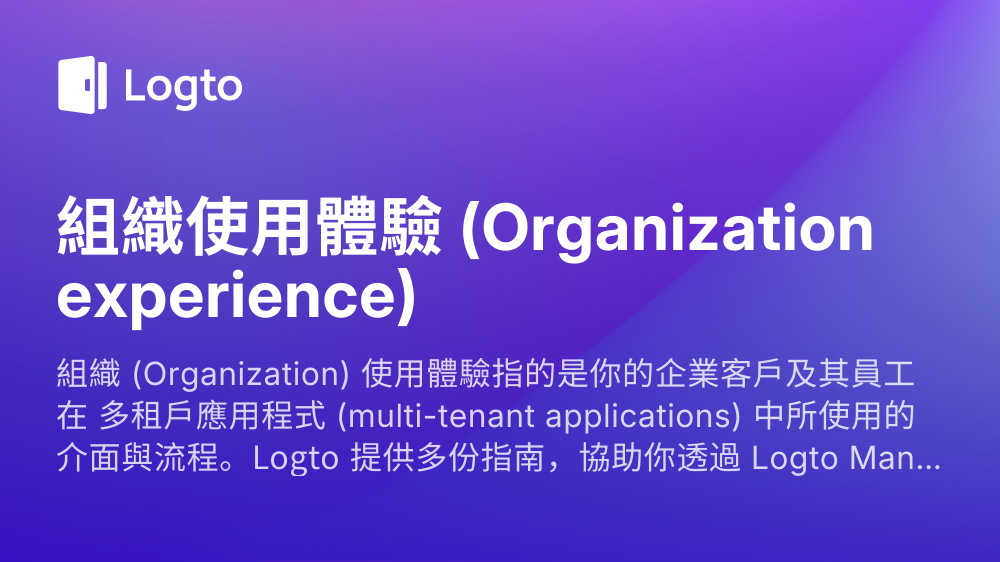 Logto
組織使用體驗 (Organization
experience)
組織 (Organization) 使用體驗指的是你的企業客戶及其員工
在 多租戶應用程式 (multi-tenant applications) 中所使用的
介面與流程。Logto 提供多份指南，協助你透過 Logto Man...